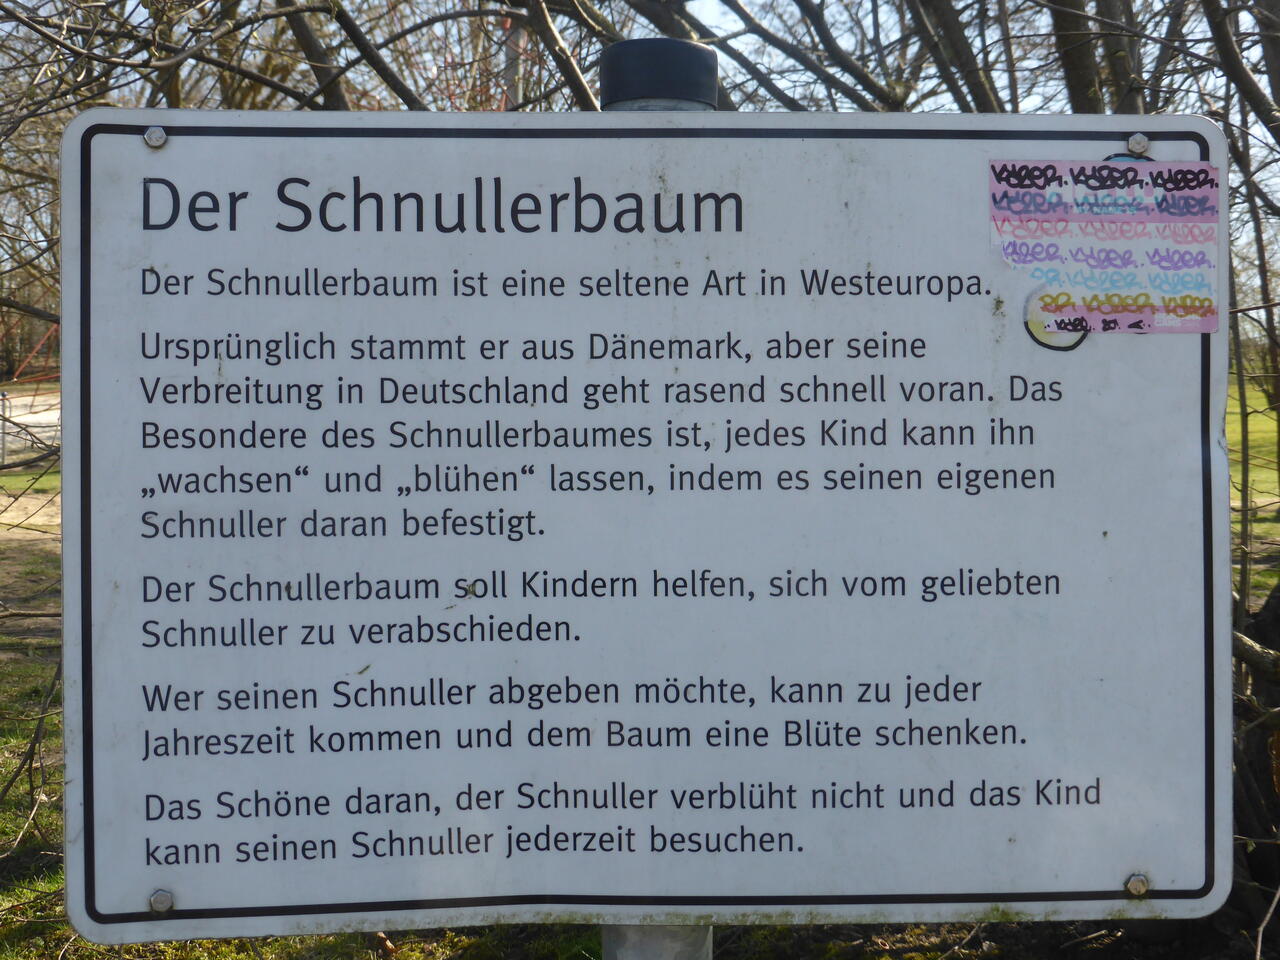 Der Schnullerbaum
Der Schnullerbaum ist eine seltene Art in Westeuropa.
Ursprünglich stammt er aus Dänemark, aber seine
Verbreitung in Deutschland geht rasend schnell voran. Das
Besondere des Schnullerbaumes ist, jedes Kind kann ihn
„wachsen“ und „blühen“ lassen, indem es seinen eigenen
Schnuller daran befestigt.
Der Schnullerbaum soll Kindern helfen, sich vom geliebten
Schnuller zu verabschieden.
Wer seinen Schnuller abgeben möchte, kann zu jeder
Jahreszeit kommen und dem Baum eine Blüte schenken.
Das Schöne daran, der Schnuller verblüht nicht und das Kind
kann seinen Schnuller jederzeit besuchen.